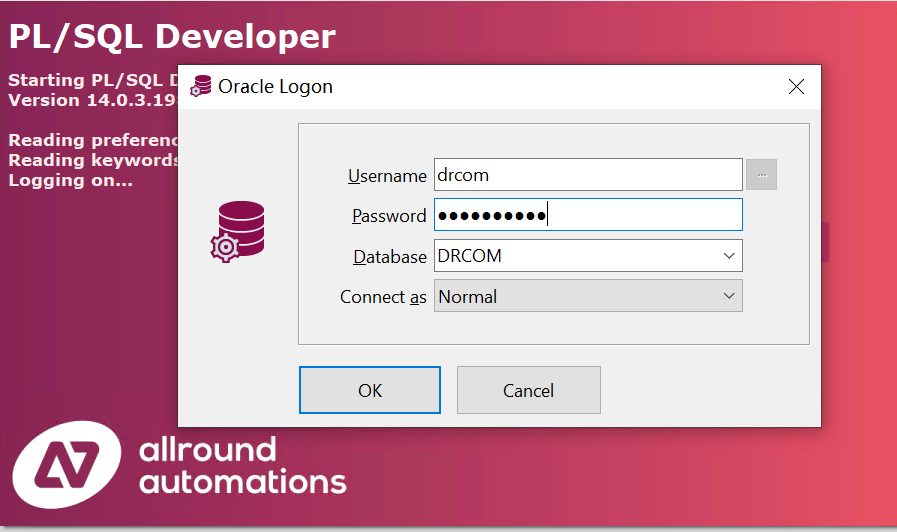 PL/SQL Developer
Starting PL/SQL
Version 14.0.3.19
Reading
Reading keywords
Logging on...
Oracle Logon
Username drcom ...
Password ●●●●●●●●●●
Database DRCOM
Connect as Normal
OK Cancel
allround
automations